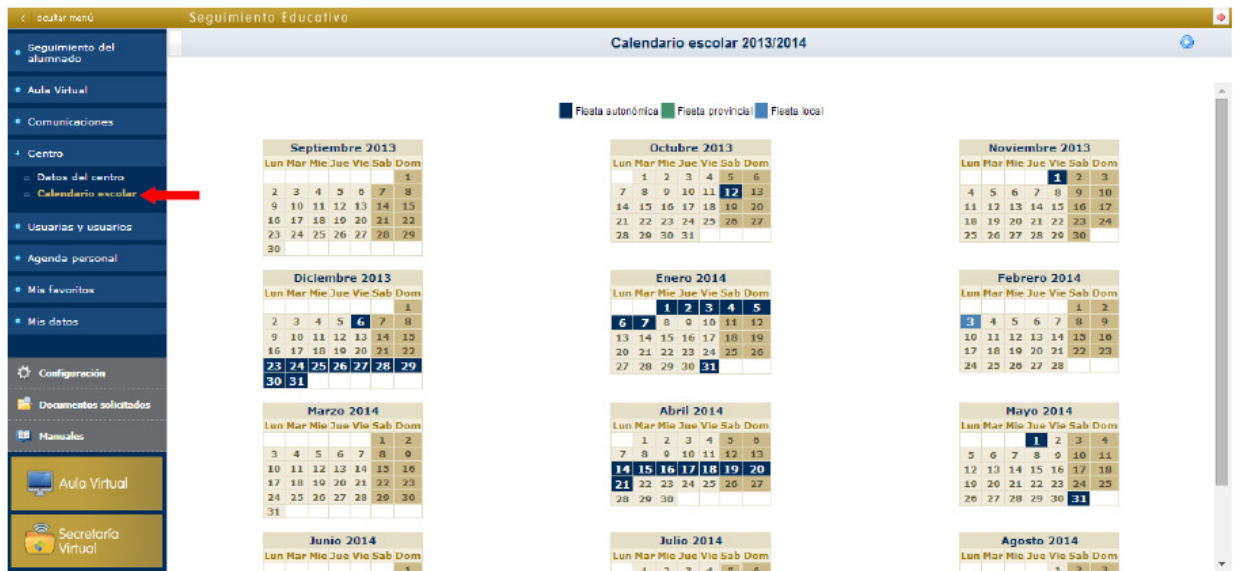 ocultar menú
Seguimiento Educativo
Calendario escolar 2013/2014
Seguimiento del
alumnado
Aula Virtual
Comunicaciones
Centro
Datos del centro
Calendario escolar
Usuarias y usuarios
Agenda personal
Mis favoritos
Mis datos
Configuración
Documentos solicitados
Manuales
Aula Virtual
Secretaría
Virtual
Fiesta autonómica Fiesta provincial Fiesta local
Septiembre 2013
Lun Mar Mie Jue Vie Sab Dom
1
2 3 4 5 6 7 8
9 10 11 12 13 14 15
16 17 18 19 20 21 22
23 24 25 26 27 28 29
30
Octubre 2013
Lun Mar Mie Jue Vie Sab Dom
1 2 3 4 5 6
7 8 9 10 11 12 13
14 15 16 17 18 19 20
21 22 23 24 25 26 27
28 29 30 31
Noviembre 2013
Lun Mar Mie Jue Vie Sab Dom
1 2 3
4 5 6 7 8 9 10
11 12 13 14 15 16 17
18 19 20 21 22 23 24
25 26 27 28 29 30
Diciembre 2013
Lun Mar Mie Jue Vie Sab Dom
1
2 3 4 5 6 7 8
9 10 11 12 13 14 15
16 17 18 19 20 21 22
23 24 25 26 27 28 29
30 31
Enero 2014
Lun Mar Mie Jue Vie Sab Dom
1 2 3 4 5
6 7 8 9 10 11 12
13 14 15 16 17 18 19
20 21 22 23 24 25 26
27 28 29 30 31
Febrero 2014
Lun Mar Mie Jue Vie Sab Dom
1 2
3 4 5 6 7 8 9
10 11 12 13 14 15 16
17 18 19 20 21 22 23
24 25 26 27 28
Marzo 2014
Lun Mar Mie Jue Vie Sab Dom
1 2
3 4 5 6 7 8 9
10 11 12 13 14 15 16
17 18 19 20 21 22 23
24 25 26 27 28 29 30
31
Abril 2014
Lun Mar Mie Jue Vie Sab Dom
1 2 3 4 5 6
7 8 9 10 11 12 13
14 15 16 17 18 19 20
21 22 23 24 25 26 27
28 29 30
Mayo 2014
Lun Mar Mie Jue Vie Sab Dom
1 2 3 4
5 6 7 8 9 10 11
12 13 14 15 16 17 18
19 20 21 22 23 24 25
26 27 28 29 30 31
Junio 2014
Lun Mar Mie Jue Vie Sab Dom
1
Julio 2014
Lun Mar Mie Jue Vie Sab Dom
1 2 3 4 5 6
Agosto 2014
Lun Mar Mie Jue Vie Sab Dom
1 2 3